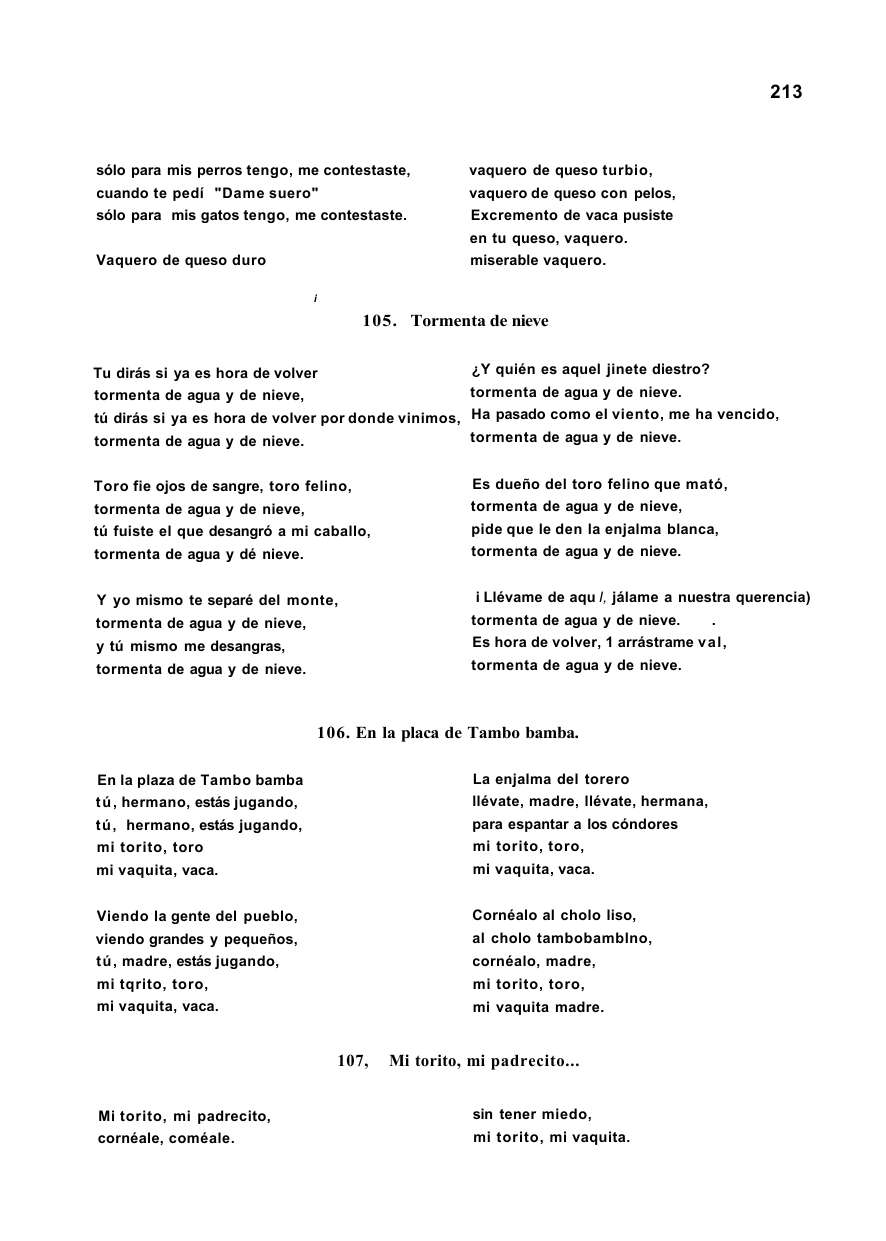 213
sólo para mis perros tengo, me contestaste,
cuando te pedí "Dame suero"
sólo para mis gatos tengo, me contestaste.
Vaquero de queso duro
vaquero de queso turbio,
vaquero de queso con pelos,
Excremento de vaca pusiste
en tu queso, vaquero.
miserable vaquero.
i
105. Tormenta de nieve
Tu dirás si ya es hora de volver
tormenta de agua y de nieve,
tú dirás si ya es hora de volver por donde vinimos,
tormenta de agua y de nieve.
Toro fie ojos de sangre, toro felino,
tormenta de agua y de nieve,
tú fuiste el que desangró a mi caballo,
tormenta de agua y dé nieve.
Y yo mismo te separé del monte,
tormenta de agua y de nieve,
y tú mismo me desangras,
tormenta de agua y de nieve.
¿Y quién es aquel jinete diestro?
tormenta de agua y de nieve.
Ha pasado como el viento, me ha vencido,
tormenta de agua y de nieve.
Es dueño del toro felino que mató,
tormenta de agua y de nieve,
pide que le den la enjalma blanca,
tormenta de agua y de nieve.
i Llévame de aqu /, jálame a nuestra querencia)
tormenta de agua y de nieve. .
Es hora de volver, 1 arrástrame val,
tormenta de agua y de nieve.
106. En la placa de Tambo bamba.
En la plaza de Tambo bamba
tú, hermano, estás jugando,
tú, hermano, estás jugando,
mi torito, toro
mi vaquita, vaca.
Viendo la gente del pueblo,
viendo grandes y pequeños,
tú, madre, estás jugando,
mi tqrito, toro,
mi vaquita, vaca.
La enjalma del torero
llévate, madre, llévate, hermana,
para espantar a los cóndores
mi torito, toro,
mi vaquita, vaca.
Cornéalo al cholo liso,
al cholo tambobamblno,
cornéalo, madre,
mi torito, toro,
mi vaquita madre.
107, Mi torito, mi padrecito...
Mi torito, mi padrecito,
cornéale, coméale.
sin tener miedo,
mi torito, mi vaquita.